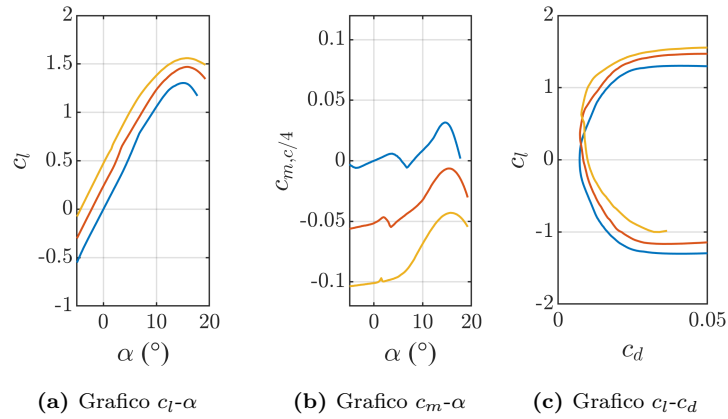 2
1.5
1
0.5
0
-0.5
-1
0
10
20
c_l
α (°)
0.1
0.05
0
-0.05
-0.1
0
10
20
c_{m,c/4}
α (°)
2
1
0
-1
-2
0
0.05
c_l
c_d
(a) Grafico c_l-α
(b) Grafico c_m-α
(c) Grafico c_l-c_d